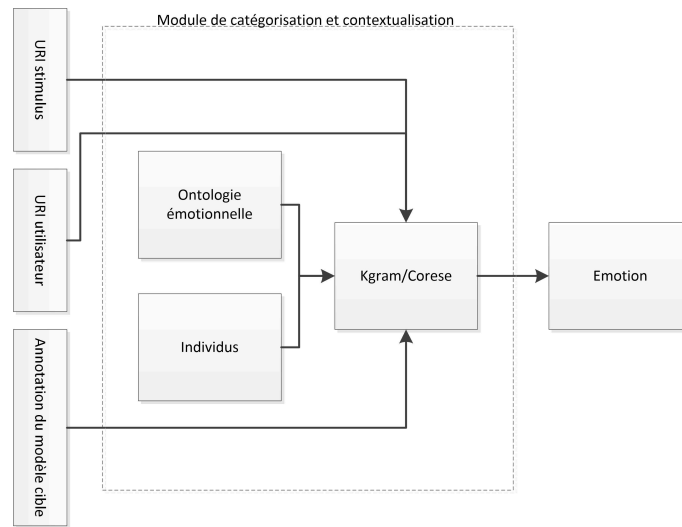 Module de catégorisation et contextualisation
URI stimulus
URI utilisateur
Annotation du modèle cible
Ontologie
émotionnelle
Individus
Kgram/Corese
Emotion